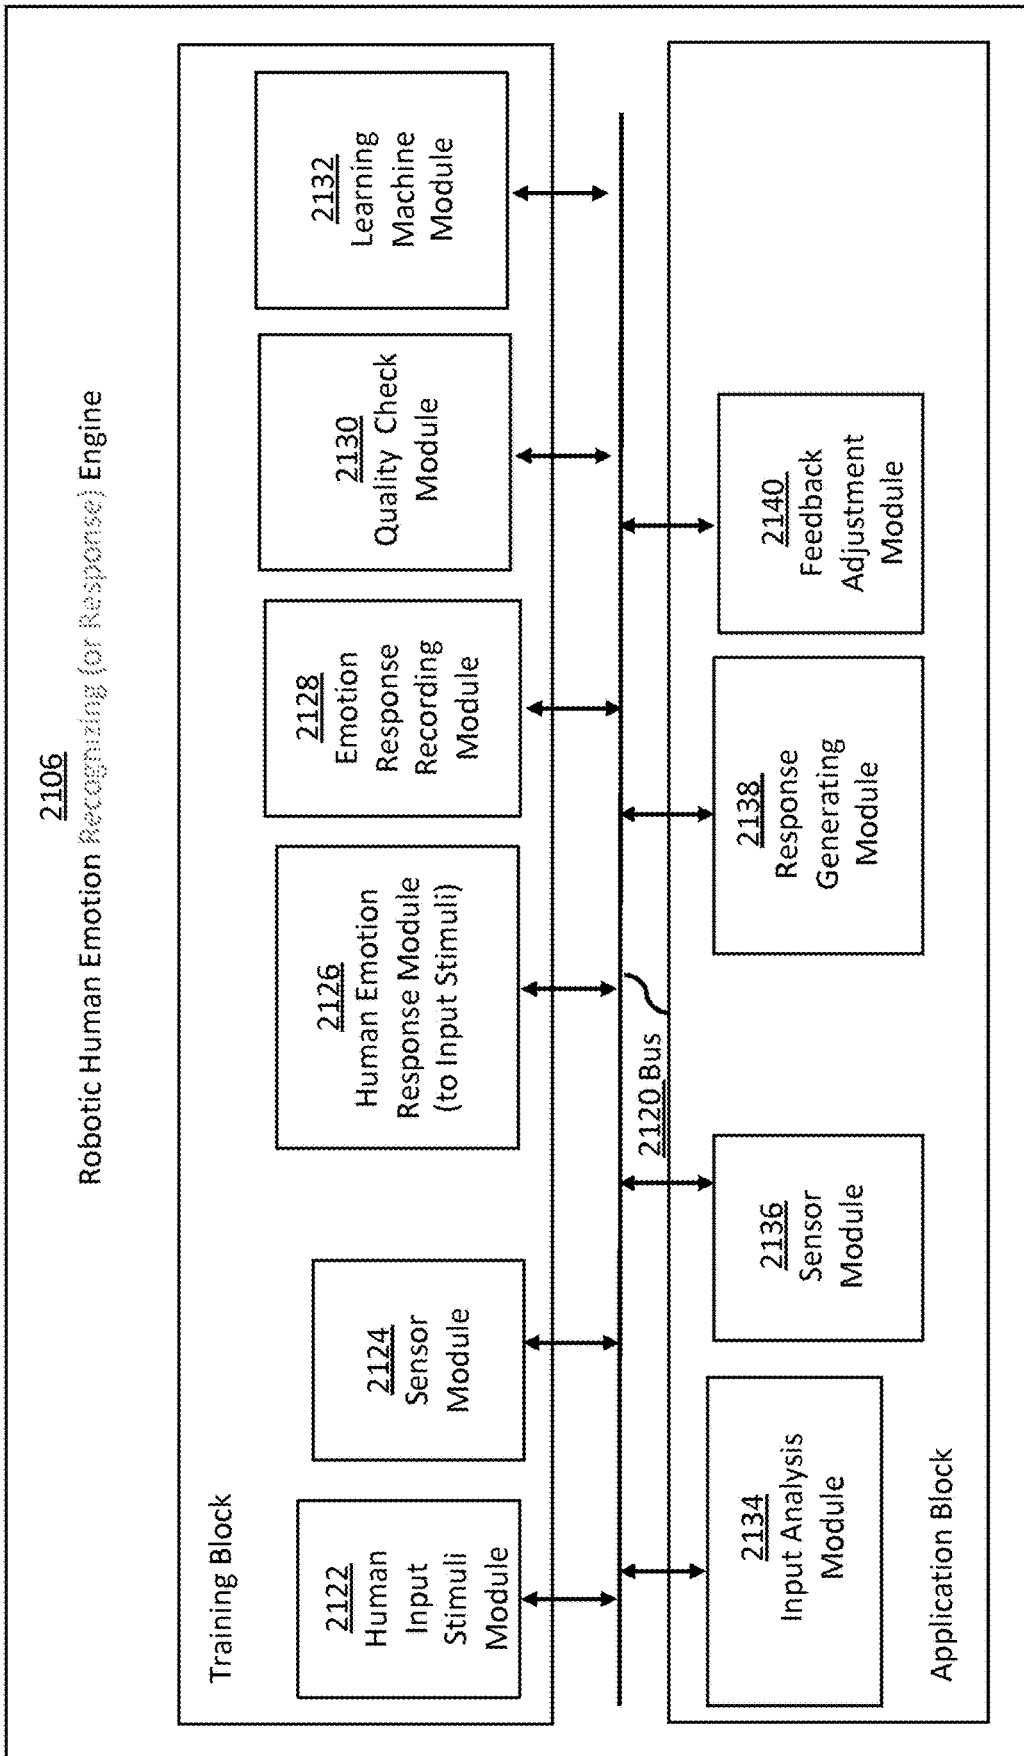 2106
Robotic Human Emotion Recognizing (or Response) Engine
Training Block
2122
Human
Input
Stimuli
Module
2124
Sensor
Module
2126
Human Emotion
Response Module
(to Input Stimuli)
2128
Emotion
Response
Recording
Module
2130
Quality Check
Module
2132
Learning
Machine
Module
2120 Bus
2134
Input Analysis
Module
2136
Sensor
Module
2138
Response
Generating
Module
2140
Feedback
Adjustment
Module
Application Block